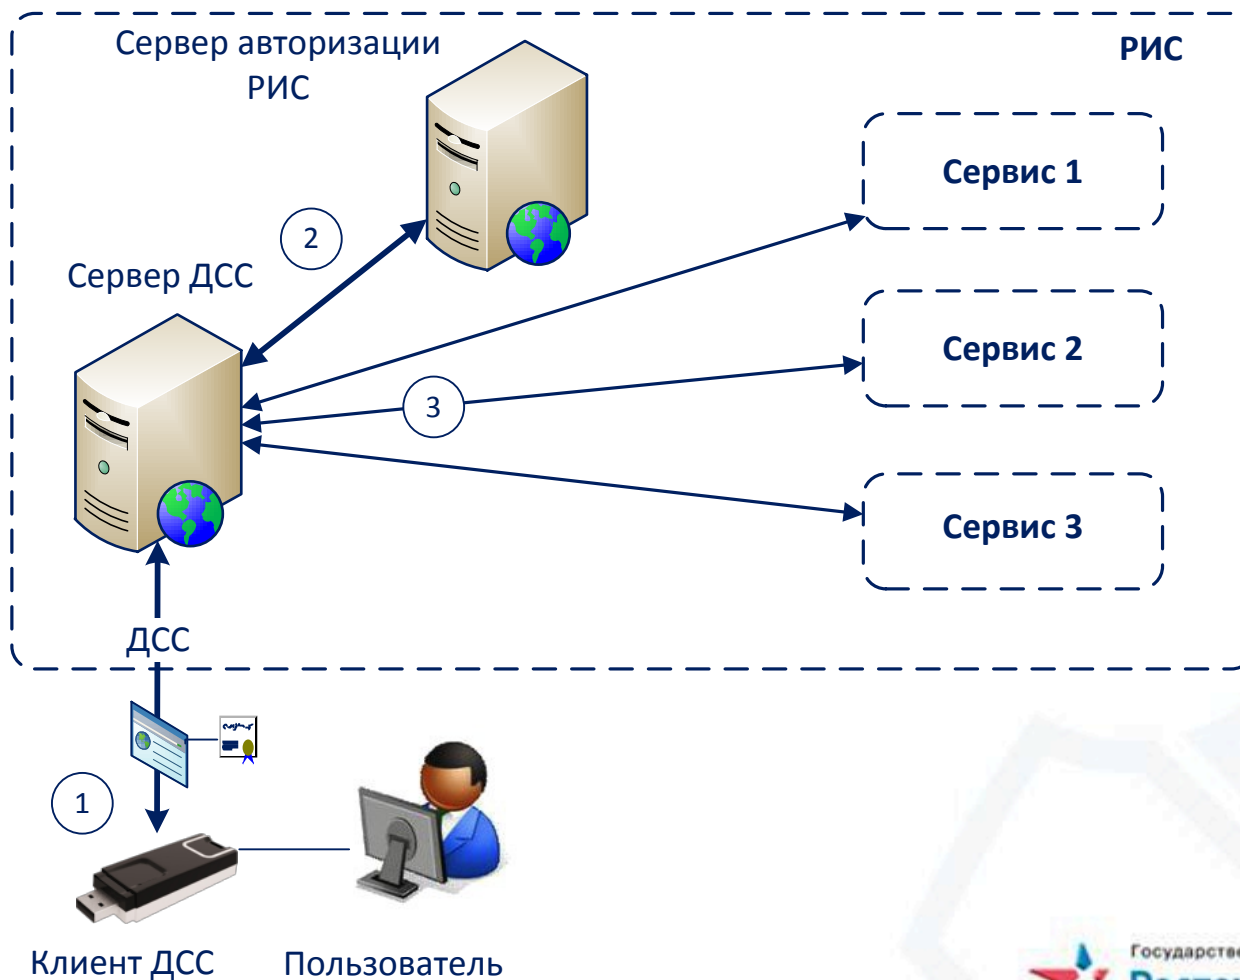 Сервер авторизации
РИС
РИС
Сервис 1
2
Сервер ДСС
Сервис 2
3
Сервис 3
ДСС
1
Клиент ДСС
Пользователь